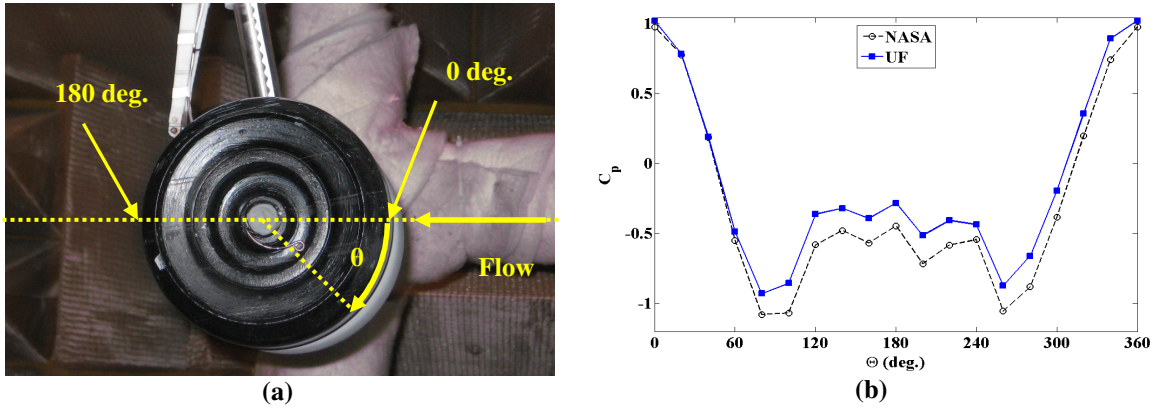 180 deg.
0 deg.
θ
Flow
(a)
NASA
UF
1
0.5
0
-0.5
-1
C_p
0 60 120 180 240 300 360
Θ (deg.)
(b)